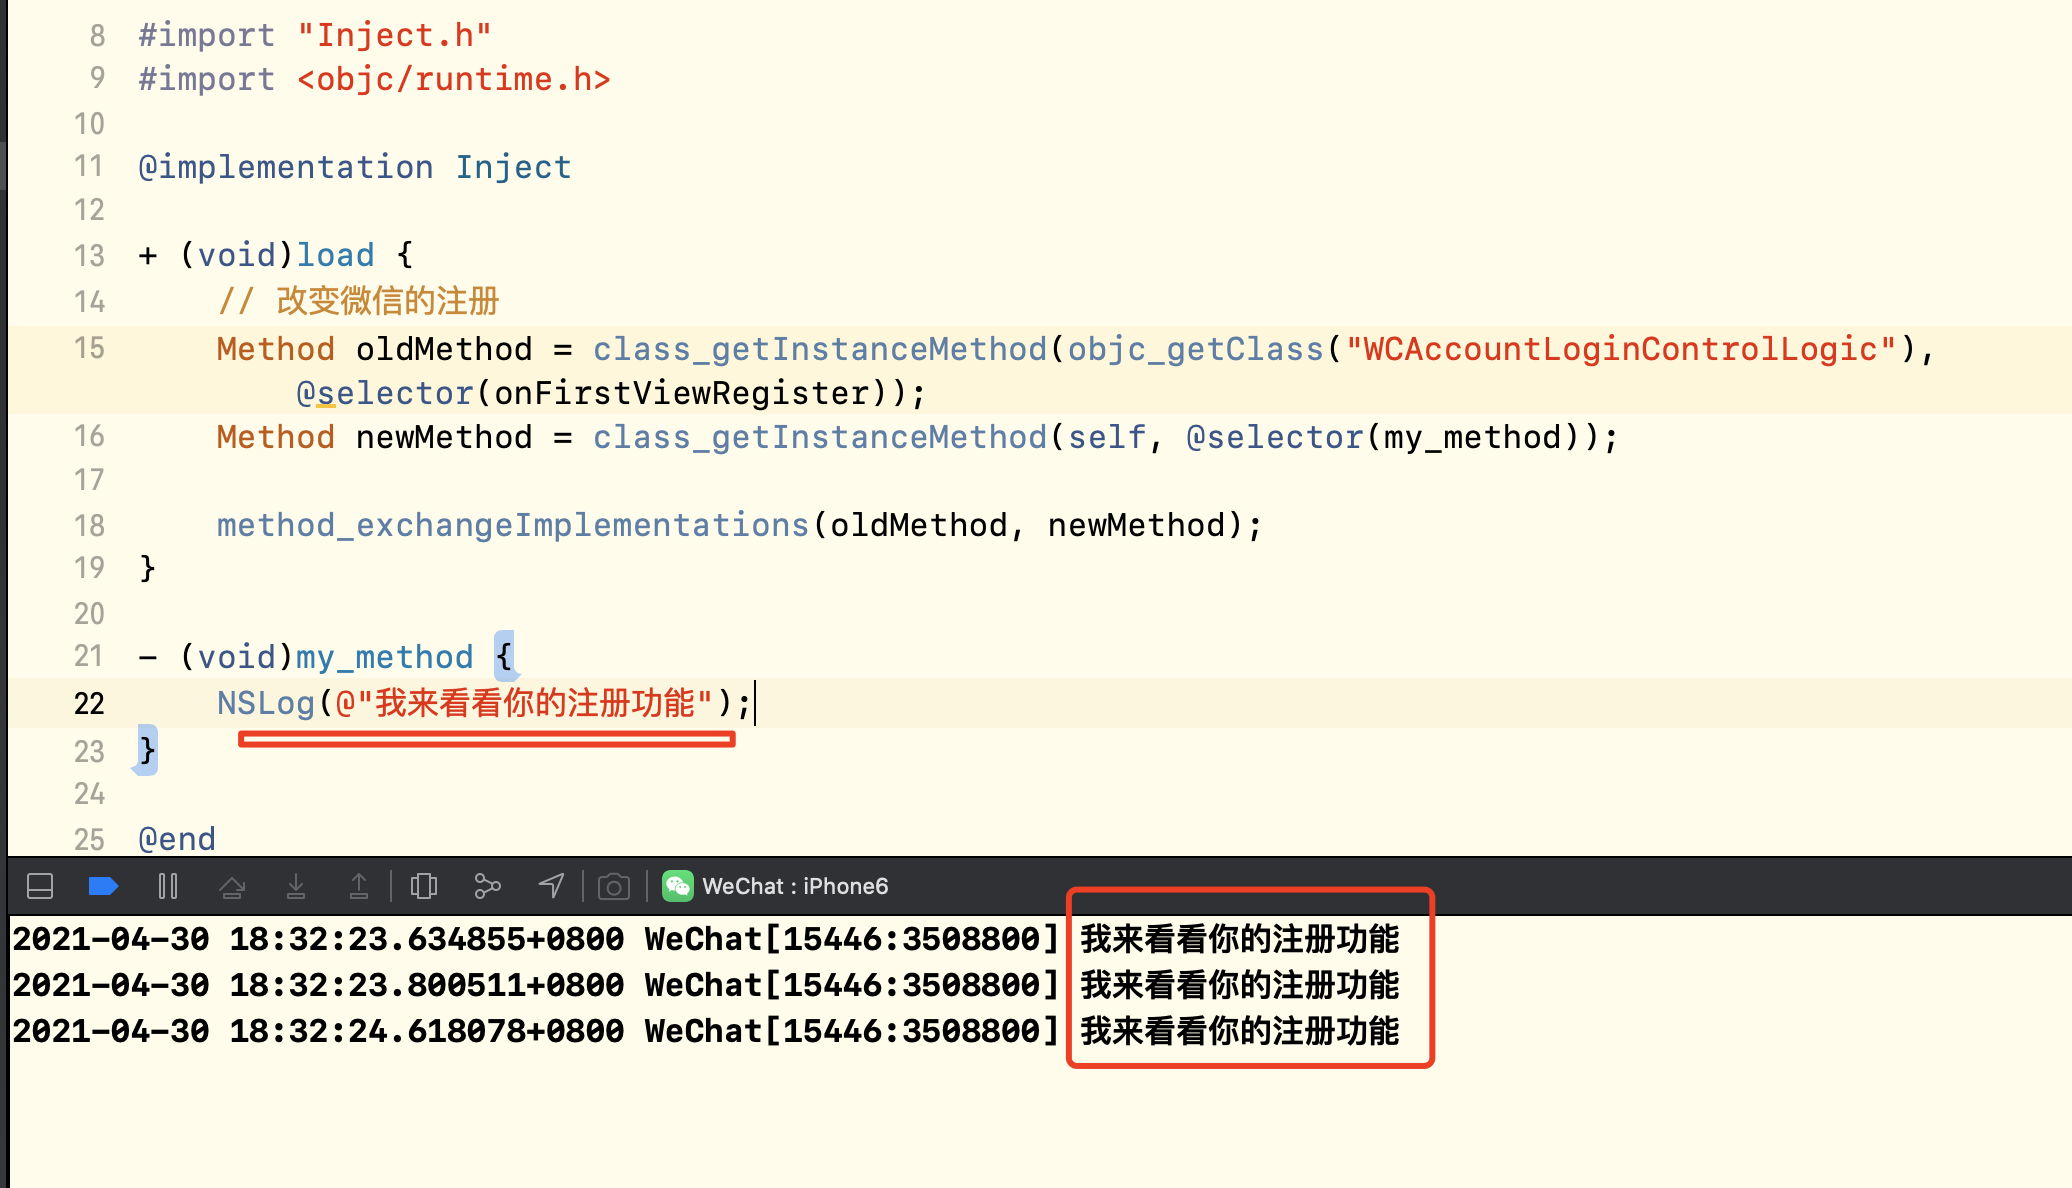 8 #import "Inject.h"
9 #import <objc/runtime.h>
10
11 @implementation Inject
12
13 + (void)load {
14 // 改变微信的注册
15 Method oldMethod = class_getInstanceMethod(objc_getClass("WCAccountLoginControlLogic"),
@selector(onFirstViewRegister));
16 Method newMethod = class_getInstanceMethod(self, @selector(my_method));
17
18 method_exchangeImplementations(oldMethod, newMethod);
19 }
20
21 - (void)my_method {
22 NSLog(@"我来看看你的注册功能");
23 }
24
25 @end
WeChat : iPhone6
2021-04-30 18:32:23.634855+0800 WeChat[15446:3508800] 我来看看你的注册功能
2021-04-30 18:32:23.800511+0800 WeChat[15446:3508800] 我来看看你的注册功能
2021-04-30 18:32:24.618078+0800 WeChat[15446:3508800] 我来看看你的注册功能